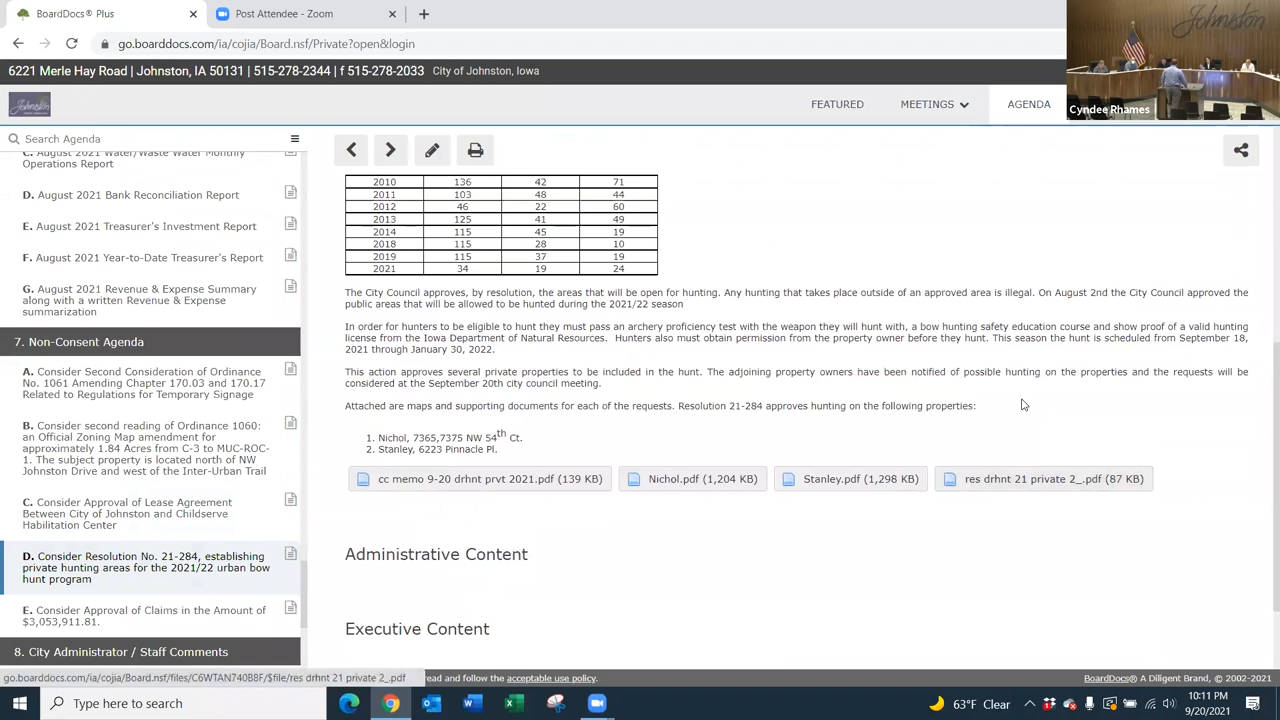 BoardDocs® Plus
Post Attendee - Zoom
go.boarddocs.com/ia/cojia/Board.nsf/Private?open&login
6221 Merle Hay Road | Johnston, IA 50131 | 515-278-2344 | f 515-278-2033 City of Johnston, Iowa
Johnston
Cyndee Rhames
FEATURED MEETINGS AGENDA
Search Agenda
C. August 2021 Water/Waste Water Monthly
Operations Report
D. August 2021 Bank Reconciliation Report
E. August 2021 Treasurer's Investment Report
F. August 2021 Year-to-Date Treasurer's Report
G. August 2021 Revenue & Expense Summary
along with a written Revenue & Expense
summarization
7. Non-Consent Agenda
A. Consider Second Consideration of Ordinance
No. 1061 Amending Chapter 170.03 and 170.17
Related to Regulations for Temporary Signage
B. Consider second reading of Ordinance 1060:
an Official Zoning Map amendment for
approximately 1.84 Acres from C-3 to MUC-ROC-
1. The subject property is located north of NW
Johnston Drive and west of the Inter-Urban Trail
C. Consider Approval of Lease Agreement
Between City of Johnston and Childserve
Habilitation Center
D. Consider Resolution No. 21-284, establishing
private hunting areas for the 2021/22 urban bow
hunt program
E. Consider Approval of Claims in the Amount of
$3,053,911.81.
8. City Administrator / Staff Comments
2010 136 42 71
2011 103 48 44
2012 46 22 60
2013 125 41 49
2014 115 45 19
2018 115 28 10
2019 115 37 19
2021 34 19 24
The City Council approves, by resolution, the areas that will be open for hunting. Any hunting that takes place outside of an approved area is illegal. On August 2nd the City Council approved the
public areas that will be allowed to be hunted during the 2021/22 season
In order for hunters to be eligible to hunt they must pass an archery proficiency test with the weapon they will hunt with, a bow hunting safety education course and show proof of a valid hunting
license from the Iowa Department of Natural Resources. Hunters also must obtain permission from the property owner before they hunt. This season the hunt is scheduled from September 18,
2021 through January 30, 2022.
This action approves several private properties to be included in the hunt. The adjoining property owners have been notified of possible hunting on the properties and the requests will be
considered at the September 20th city council meeting.
Attached are maps and supporting documents for each of the requests. Resolution 21-284 approves hunting on the following properties:
1. Nichol, 7365,7375 NW 54th Ct.
2. Stanley, 6223 Pinnacle Pl.
cc memo 9-20 drhnt prvt 2021.pdf (139 KB) Nichol.pdf (1,204 KB) Stanley.pdf (1,298 KB) res drhnt 21 private 2_.pdf (87 KB)
Administrative Content
Executive Content
go.boarddocs.com/ia/cojia/Board.nsf/files/C6WTAN740B8F/$file/res drhnt 21 private 2_.pdf
read and follow the acceptable use policy.
BoardDocs® A Diligent Brand, © 2002-2021
Type here to search
63°F Clear
10:11 PM
9/20/2021